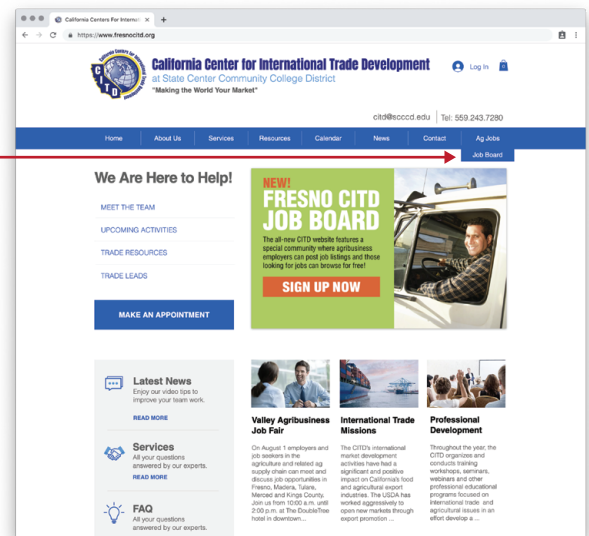 California Centers For Internati
https://www.fresnocitd.org
California Centers for
CITD
California Center for International Trade Development
at State Center Community College District
"Making the World Your Market"
Log In
citd@scccd.edu
Tel: 559.243.7280
Home
About Us
Services
Resources
Calendar
News
Contact
Ag Jobs
Job Board
We Are Here to Help!
MEET THE TEAM
UPCOMING ACTIVITIES
TRADE RESOURCES
TRADE LEADS
MAKE AN APPOINTMENT
NEW!
FRESNO CITD
JOB BOARD
The all-new CITD website features a
special community where agribusiness
employers can post job listings and those
looking for jobs can browse for free!
SIGN UP NOW
Latest News
Enjoy our video tips to
improve your team work.
READ MORE
Services
All your questions
answered by our experts.
READ MORE
FAQ
All your questions
answered by our experts.
Valley Agribusiness
Job Fair
On August 1 employers and
job seekers in the
agriculture and related ag
supply chain can meet and
discuss job opportunities in
Fresno, Madera, Tulare,
Merced and Kings County.
Join us from 10:00 a.m. until
2:00 p.m. at The DoubleTree
hotel in downtown...
International Trade
Missions
The CITD's international
market development
activities have had a
significant and positive
impact on California's food
and agricultural export
industries. The USDA has
worked aggressively to
open new markets through
export promotion ...
Professional
Development
Throughout the year, the
CITD organizes and
conducts training
workshops, seminars,
webinars and other
professional educational
programs focused on
international trade and
agricultural issues in an
effort develop a ...